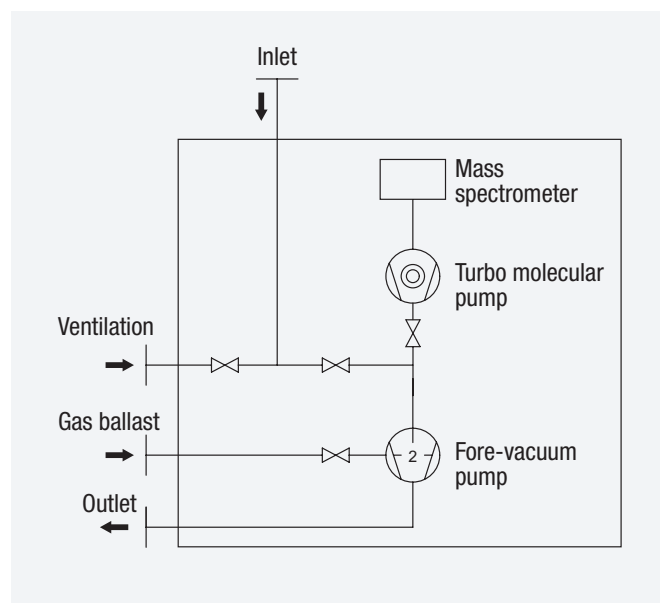 Inlet
Mass
spectrometer
Turbo molecular
pump
Ventilation
Gas ballast
2
Fore-vacuum
pump
Outlet